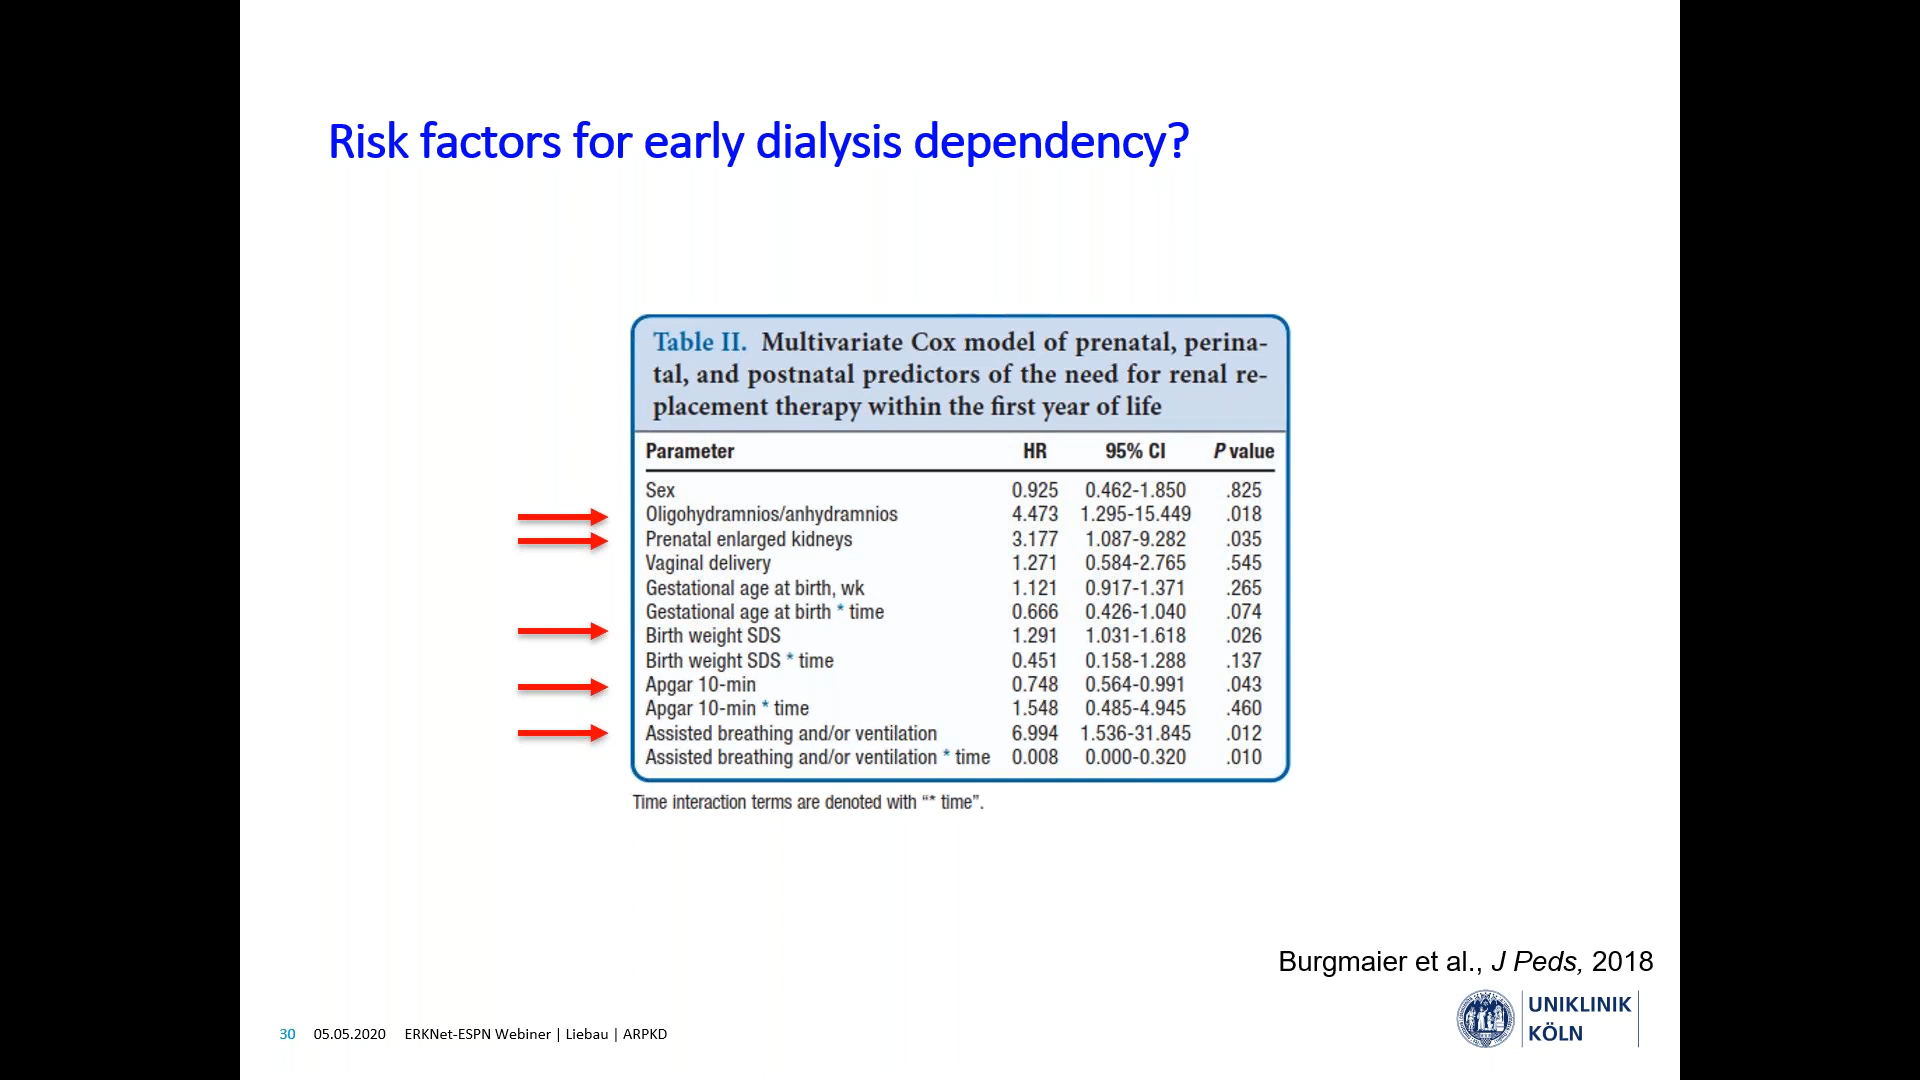 Risk factors for early dialysis dependency?
Table II. Multivariate Cox model of prenatal, perina-
tal, and postnatal predictors of the need for renal re-
placement therapy within the first year of life
Parameter HR 95% CI P value
Sex 0.925 0.462-1.850 .825
Oligohydramnios/anhydramnios 4.473 1.295-15.449 .018
Prenatal enlarged kidneys 3.177 1.087-9.282 .035
Vaginal delivery 1.271 0.584-2.765 .545
Gestational age at birth, wk 1.121 0.917-1.371 .265
Gestational age at birth * time 0.666 0.426-1.040 .074
Birth weight SDS 1.291 1.031-1.618 .026
Birth weight SDS * time 0.451 0.158-1.288 .137
Apgar 10-min 0.748 0.564-0.991 .043
Apgar 10-min * time 1.548 0.485-4.945 .460
Assisted breathing and/or ventilation 6.994 1.536-31.845 .012
Assisted breathing and/or ventilation * time 0.008 0.000-0.320 .010
Time interaction terms are denoted with “* time”.
Burgmaier et al., J Peds, 2018
UNIKLINIK
KÖLN
30 05.05.2020 ERKNet-ESPN Webiner | Liebau | ARPKD